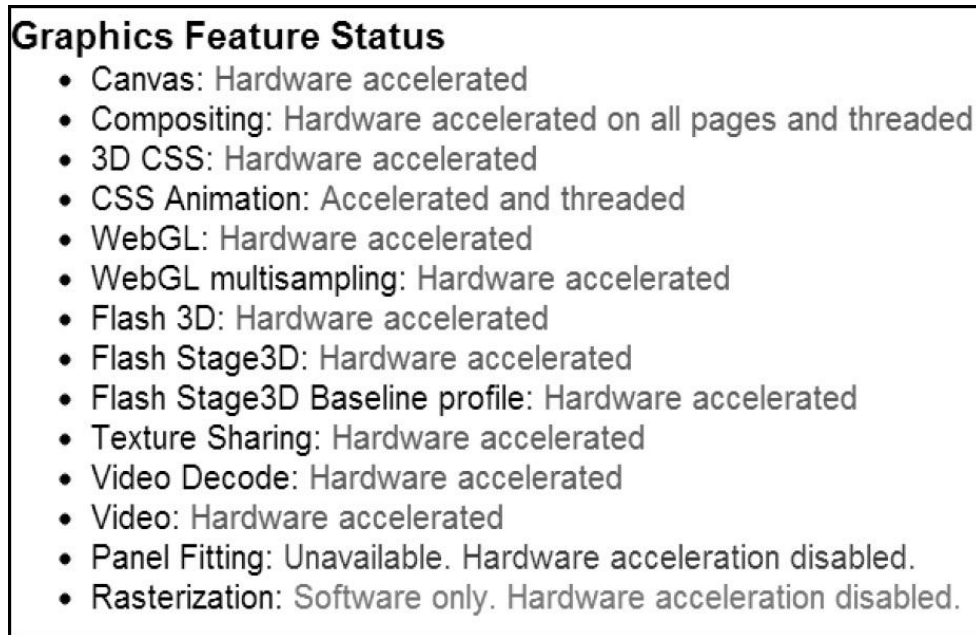 Graphics Feature Status
• Canvas: Hardware accelerated
• Compositing: Hardware accelerated on all pages and threaded
• 3D CSS: Hardware accelerated
• CSS Animation: Accelerated and threaded
• WebGL: Hardware accelerated
• WebGL multisampling: Hardware accelerated
• Flash 3D: Hardware accelerated
• Flash Stage3D: Hardware accelerated
• Flash Stage3D Baseline profile: Hardware accelerated
• Texture Sharing: Hardware accelerated
• Video Decode: Hardware accelerated
• Video: Hardware accelerated
• Panel Fitting: Unavailable. Hardware acceleration disabled.
• Rasterization: Software only. Hardware acceleration disabled.